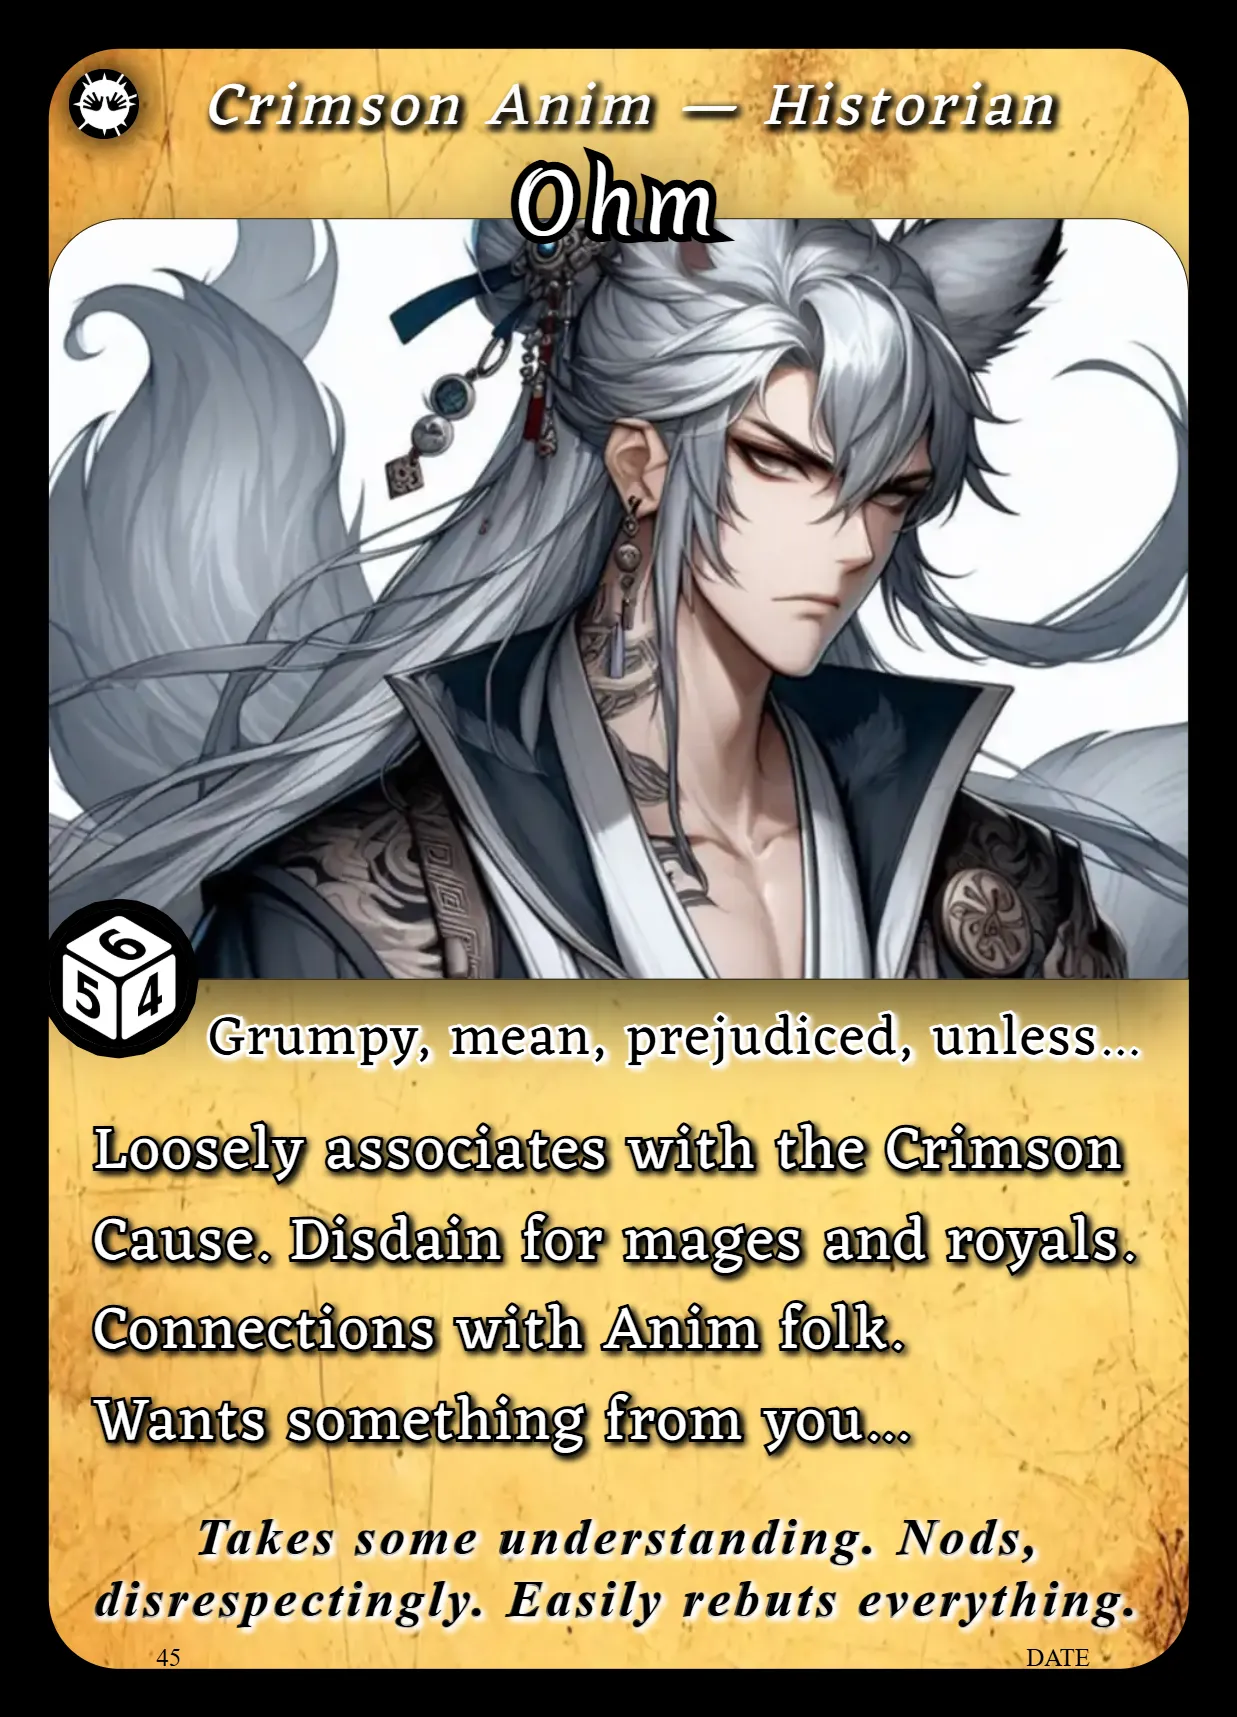 Crimson Anim — Historian
Ohm
6
5 4
Grumpy, mean, prejudiced, unless...
Loosely associates with the Crimson
Cause. Disdain for mages and royals.
Connections with Anim folk.
Wants something from you...
Takes some understanding. Nods,
disrespectingly. Easily rebuts everything.
45 DATE